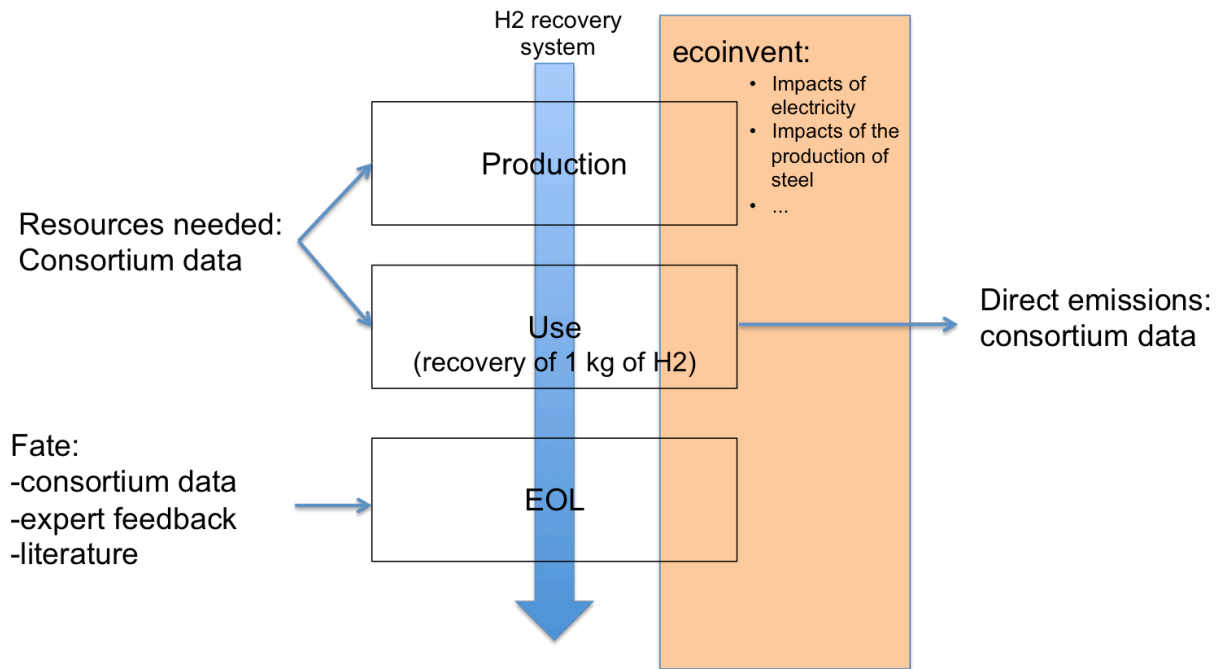 H2 recovery
system
ecoinvent:
• Impacts of
electricity
• Impacts of the
production of
steel
• ...
Production
Resources needed:
Consortium data
Use
(recovery of 1 kg of H2)
Direct emissions:
consortium data
Fate:
-consortium data
-expert feedback
-literature
EOL